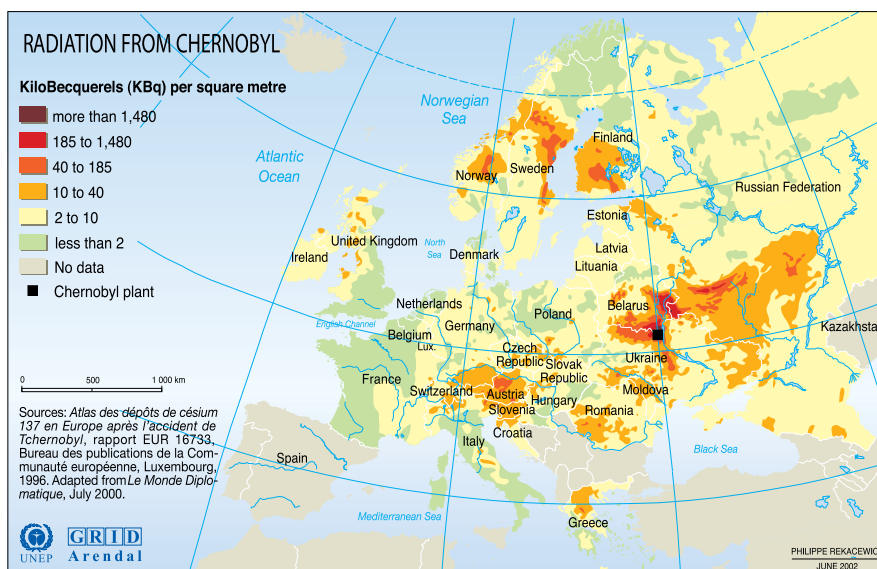 RADIATION FROM CHERNOBYL
KiloBecquerels (KBq) per square metre
more than 1,480
185 to 1,480
40 to 185
10 to 40
2 to 10
less than 2
No data
Chernobyl plant
0 500 1 000 km
Sources: Atlas des dépôts de césium
137 en Europe après l'accident de
Tchernobyl, rapport EUR 16733,
Bureau des publications de la Com-
munauté européenne, Luxembourg,
1996. Adapted from Le Monde Diplo-
matique, July 2000.
UNEP
GRID
Arendal
Norwegian
Sea
Atlantic
Ocean
Finland
Norway
Sweden
Russian Federation
Estonia
United Kingdom
North
Sea
Ireland
Denmark
Latvia
Lituania
Netherlands
Belarus
English Channel
Belgium
Germany
Poland
Kazakhsta
Lux.
Czech
Republic
Slovak
Republic
Ukraine
France
Switzerland
Austria
Hungary
Moldova
Slovenia
Romania
Croatia
Italy
Spain
Black Sea
Mediterranean Sea
Greece
PHILIPPE REKACEWIC
JUNE 2002